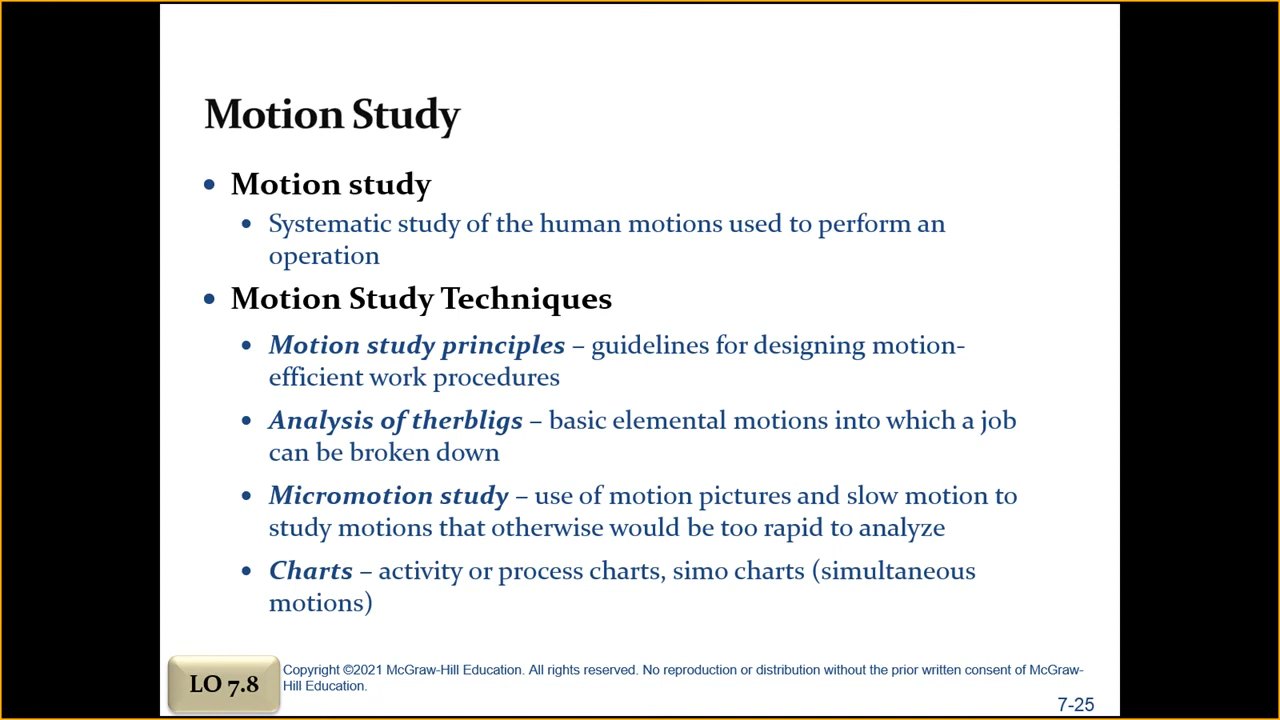 Motion Study
• Motion study
• Systematic study of the human motions used to perform an
operation
• Motion Study Techniques
• Motion study principles – guidelines for designing motion-
efficient work procedures
• Analysis of therbligs – basic elemental motions into which a job
can be broken down
• Micromotion study – use of motion pictures and slow motion to
study motions that otherwise would be too rapid to analyze
• Charts – activity or process charts, simo charts (simultaneous
motions)
LO 7.8
Copyright ©2021 McGraw-Hill Education. All rights reserved. No reproduction or distribution without the prior written consent of McGraw-
Hill Education.
7-25